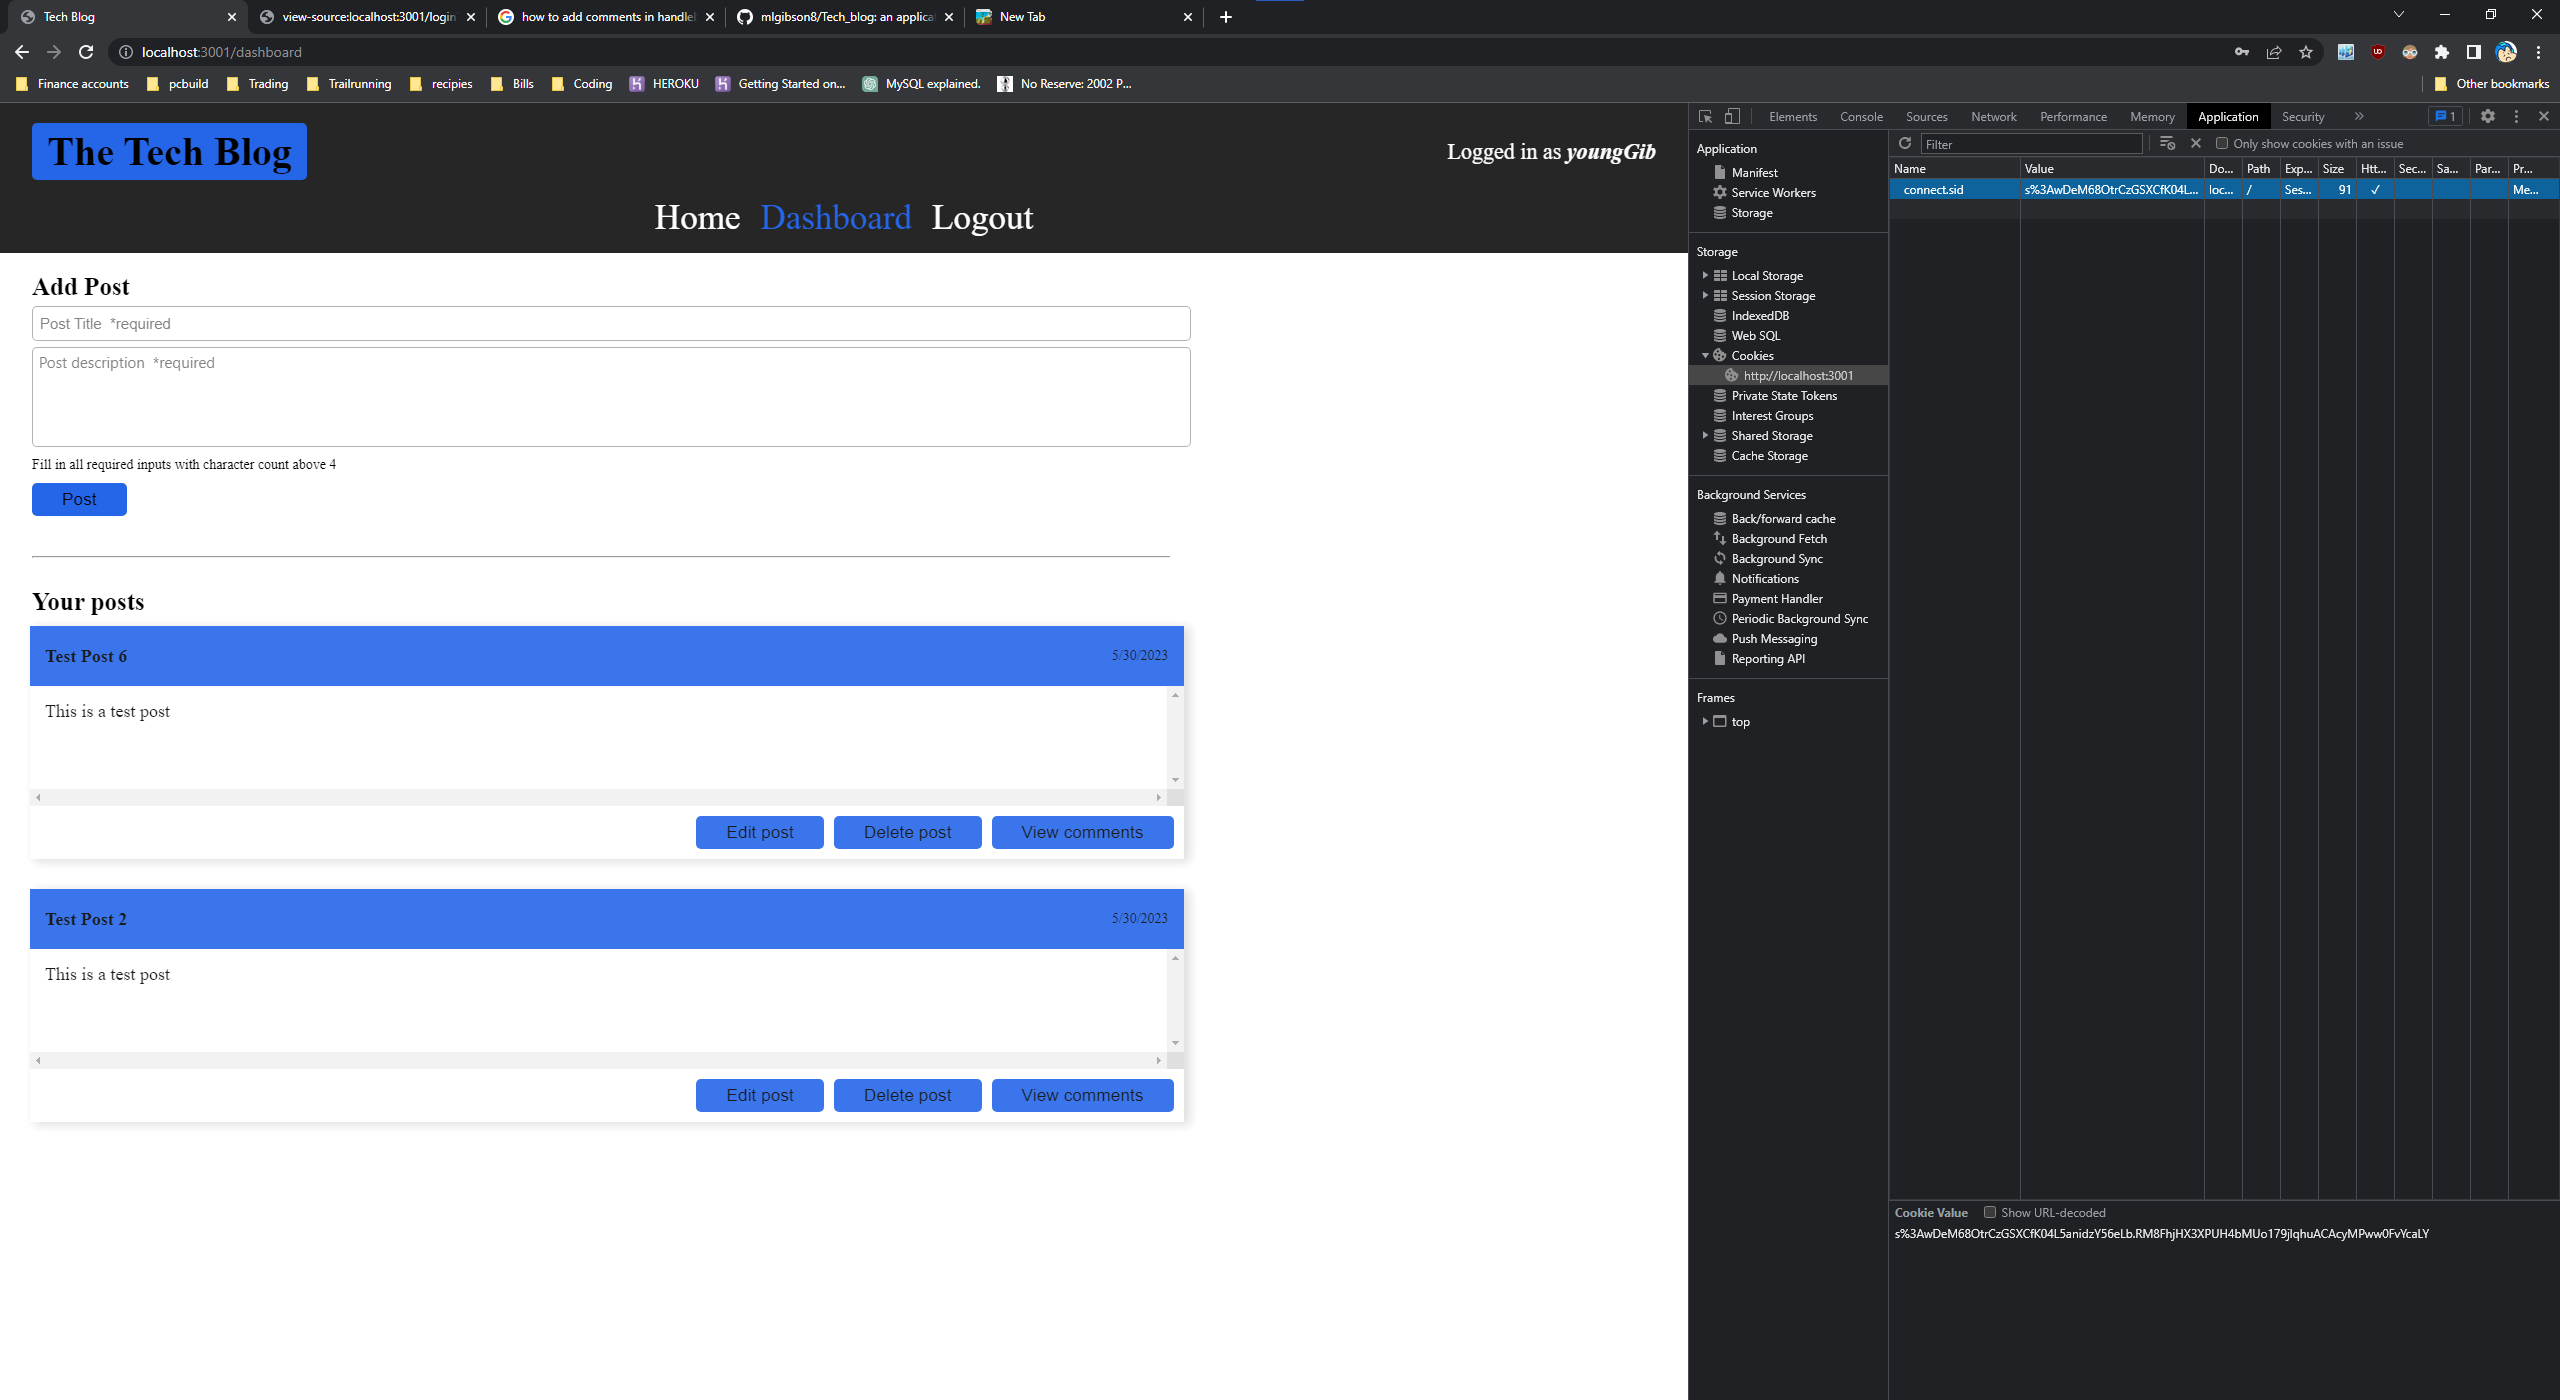 Tech Blog
view-source:localhost:3001/login
how to add comments in handleb
mlgibson8/Tech_blog: an applicat
New Tab
localhost:3001/dashboard
Finance accounts
pcbuild
Trading
Trailrunning
recipies
Bills
Coding
HEROKU
Getting Started on...
MySQL explained.
No Reserve: 2002 P...
Other bookmarks
The Tech Blog
Logged in as youngGib
Home Dashboard Logout
Add Post
Post Title *required
Post description *required
Fill in all required inputs with character count above 4
Post
Your posts
Test Post 6
5/30/2023
This is a test post
Edit post
Delete post
View comments
Test Post 2
5/30/2023
This is a test post
Edit post
Delete post
View comments
Elements Console Sources Network Performance Memory Application Security
1
Application
Manifest
Service Workers
Storage
Storage
Local Storage
Session Storage
IndexedDB
Web SQL
Cookies
http://localhost:3001
Private State Tokens
Interest Groups
Shared Storage
Cache Storage
Background Services
Back/forward cache
Background Fetch
Background Sync
Notifications
Payment Handler
Periodic Background Sync
Push Messaging
Reporting API
Frames
top
Filter
Only show cookies with an issue
Name Value Do... Path Exp... Size Htt... Sec... Sa... Par... Pr...
connect.sid s%3AwDeM68OtrCzGSXCfK04L... loc... / Ses... 91 ✓ Me...
Cookie Value
Show URL-decoded